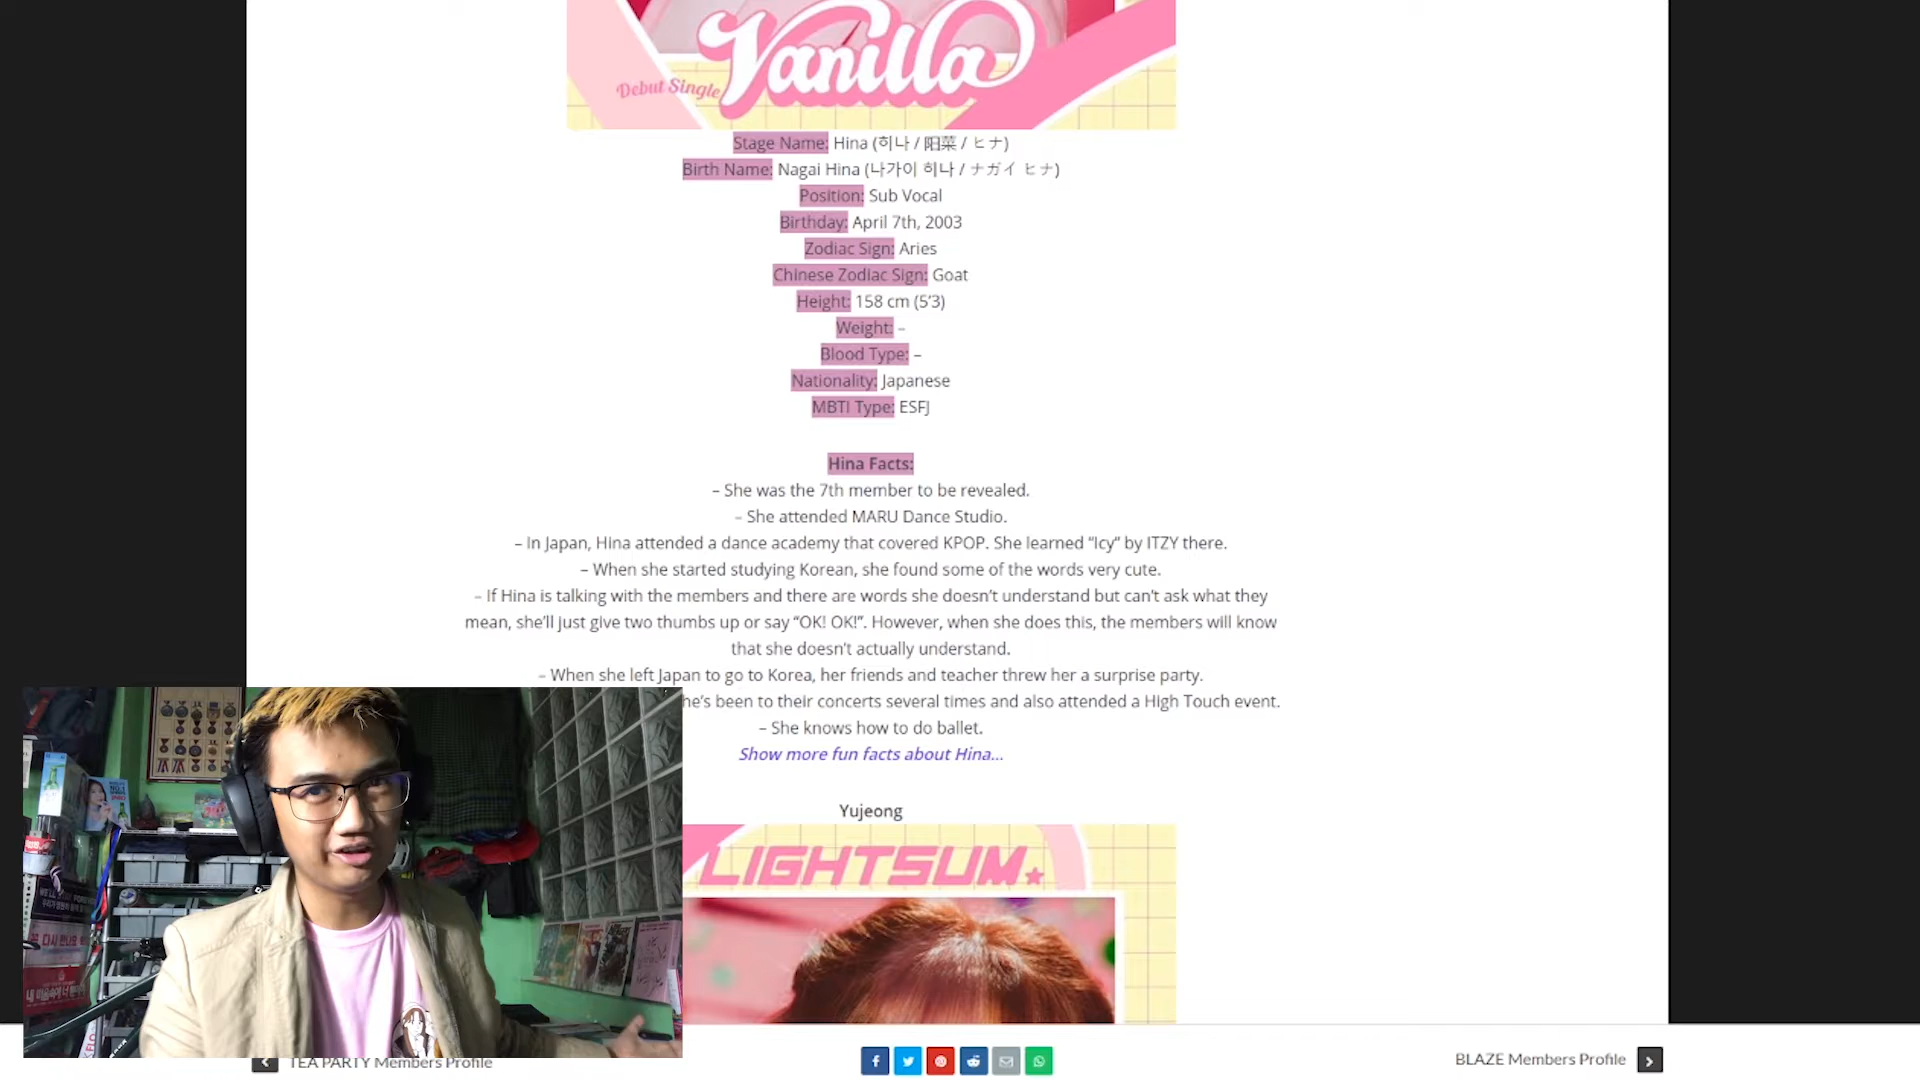 Debut Single
Vanilla
Stage Name: Hina (히나 / 阳菜 / ヒナ)
Birth Name: Nagai Hina (나가이 히나 / ナガイ ヒナ)
Position: Sub Vocal
Birthday: April 7th, 2003
Zodiac Sign: Aries
Chinese Zodiac Sign: Goat
Height: 158 cm (5’3)
Weight: –
Blood Type: –
Nationality: Japanese
MBTI Type: ESFJ
Hina Facts:
– She was the 7th member to be revealed.
– She attended MARU Dance Studio.
– In Japan, Hina attended a dance academy that covered KPOP. She learned “Icy“ by ITZY there.
– When she started studying Korean, she found some of the words very cute.
– If Hina is talking with the members and there are words she doesn’t understand but can’t ask what they
mean, she’ll just give two thumbs up or say “OK! OK!”. However, when she does this, the members will know
that she doesn’t actually understand.
– When she left Japan to go to Korea, her friends and teacher threw her a surprise party.
he’s been to their concerts several times and also attended a High Touch event.
– She knows how to do ballet.
Show more fun facts about Hina…
Yujeong
LIGHTSUM
다시 만나요
TEA PARTY Members Profile
BLAZE Members Profile